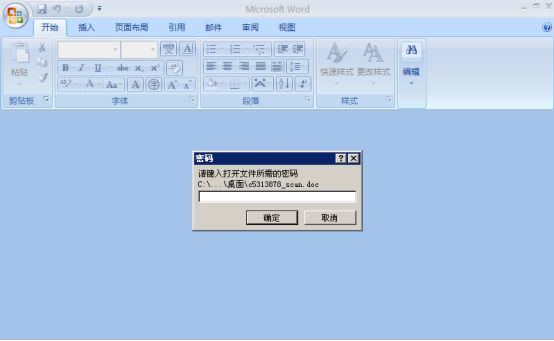 Microsoft Word
开始 插入 页面布局 引用 邮件 审阅 视图
粘贴
快速样式 更改样式
编辑
剪贴板 字体 段落 样式
密码
请键入打开文件所需的密码
C:\...\桌面\c5313878_scan.doc
确定 取消